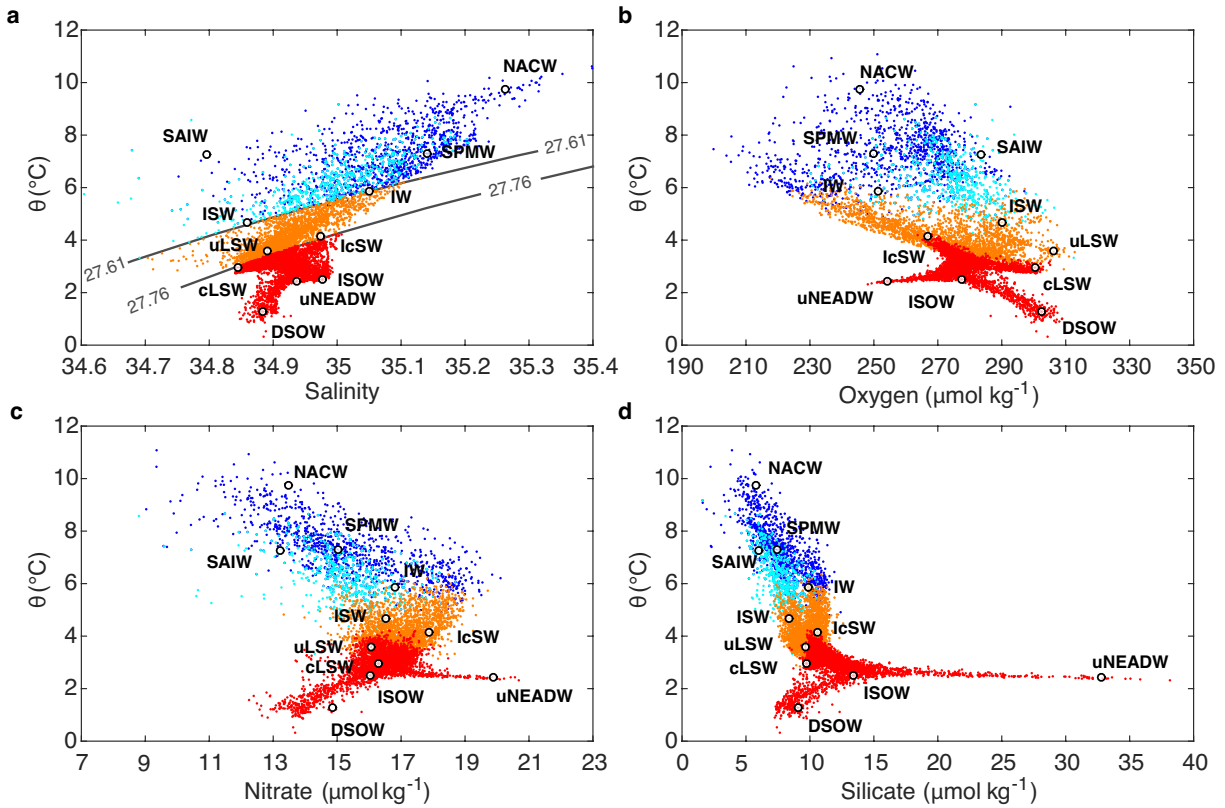 a
θ (°C)
12
10
8
6
4
2
0
34.6
34.7
34.8
34.9
35
35.1
35.2
35.3
35.4
Salinity
NACW
SAIW
SPMW
27.61
27.76
ISW
IW
uLSW
IcSW
27.61
27.76
cLSW
ISOW
uNEADW
DSOW
b
θ (°C)
12
10
8
6
4
2
0
190
210
230
250
270
290
310
330
350
Oxygen (μmol kg⁻¹)
NACW
SPMW
SAIW
IW
ISW
uLSW
IcSW
cLSW
uNEADW
ISOW
DSOW
c
θ (°C)
12
10
8
6
4
2
0
7
9
11
13
15
17
19
21
23
Nitrate (μmol kg⁻¹)
NACW
SPMW
SAIW
IW
ISW
IcSW
uLSW
cLSW
ISOW
uNEADW
DSOW
d
θ (°C)
12
10
8
6
4
2
0
0
5
10
15
20
25
30
35
40
Silicate (μmol kg⁻¹)
NACW
SPMW
SAIW
IW
ISW
IcSW
uLSW
cLSW
ISOW
uNEADW
DSOW